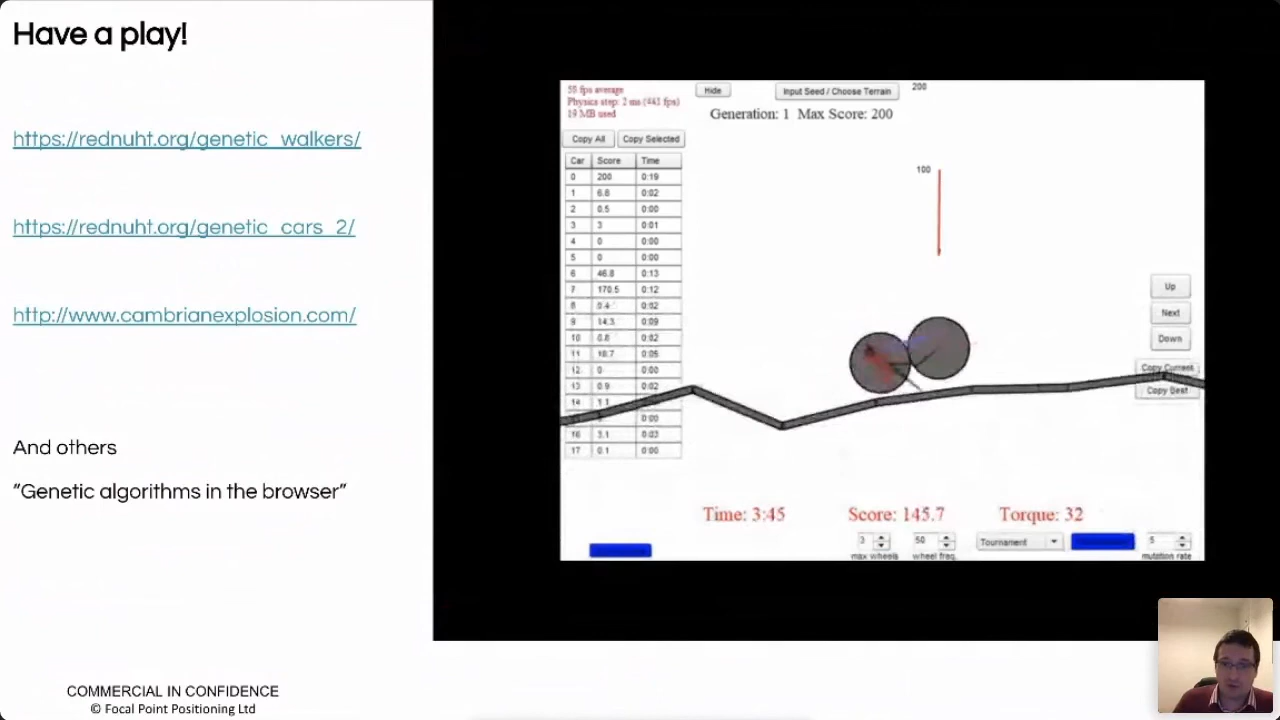 Have a play!
https://rednuht.org/genetic_walkers/
https://rednuht.org/genetic_cars_2/
http://www.cambrianexplosion.com/
And others
"Genetic algorithms in the browser"
COMMERCIAL IN CONFIDENCE
© Focal Point Positioning Ltd
55 fps average
Physics step: 2 ms (441 fps)
19 MB used
Hide
Input Seed / Choose Terrain
200
Generation: 1 Max Score: 200
Copy All Copy Selected
Car Score Time
0 200 0:19
1 6.8 0:02
2 0.5 0:00
3 3 0:01
4 0 0:00
5 0 0:00
6 46.8 0:13
7 170.5 0:12
8 0.4 0:02
9 14.3 0:09
10 0.8 0:02
11 18.7 0:05
12 0 0:00
13 0.9 0:02
14 1.1
0:00
16 3.1 0:03
17 0.1 0:00
100
Up
Next
Down
Copy Current
Copy Best
Time: 3:45 Score: 145.7 Torque: 32
3 50 Tournament 5
max wheels wheel freq. mutation rate